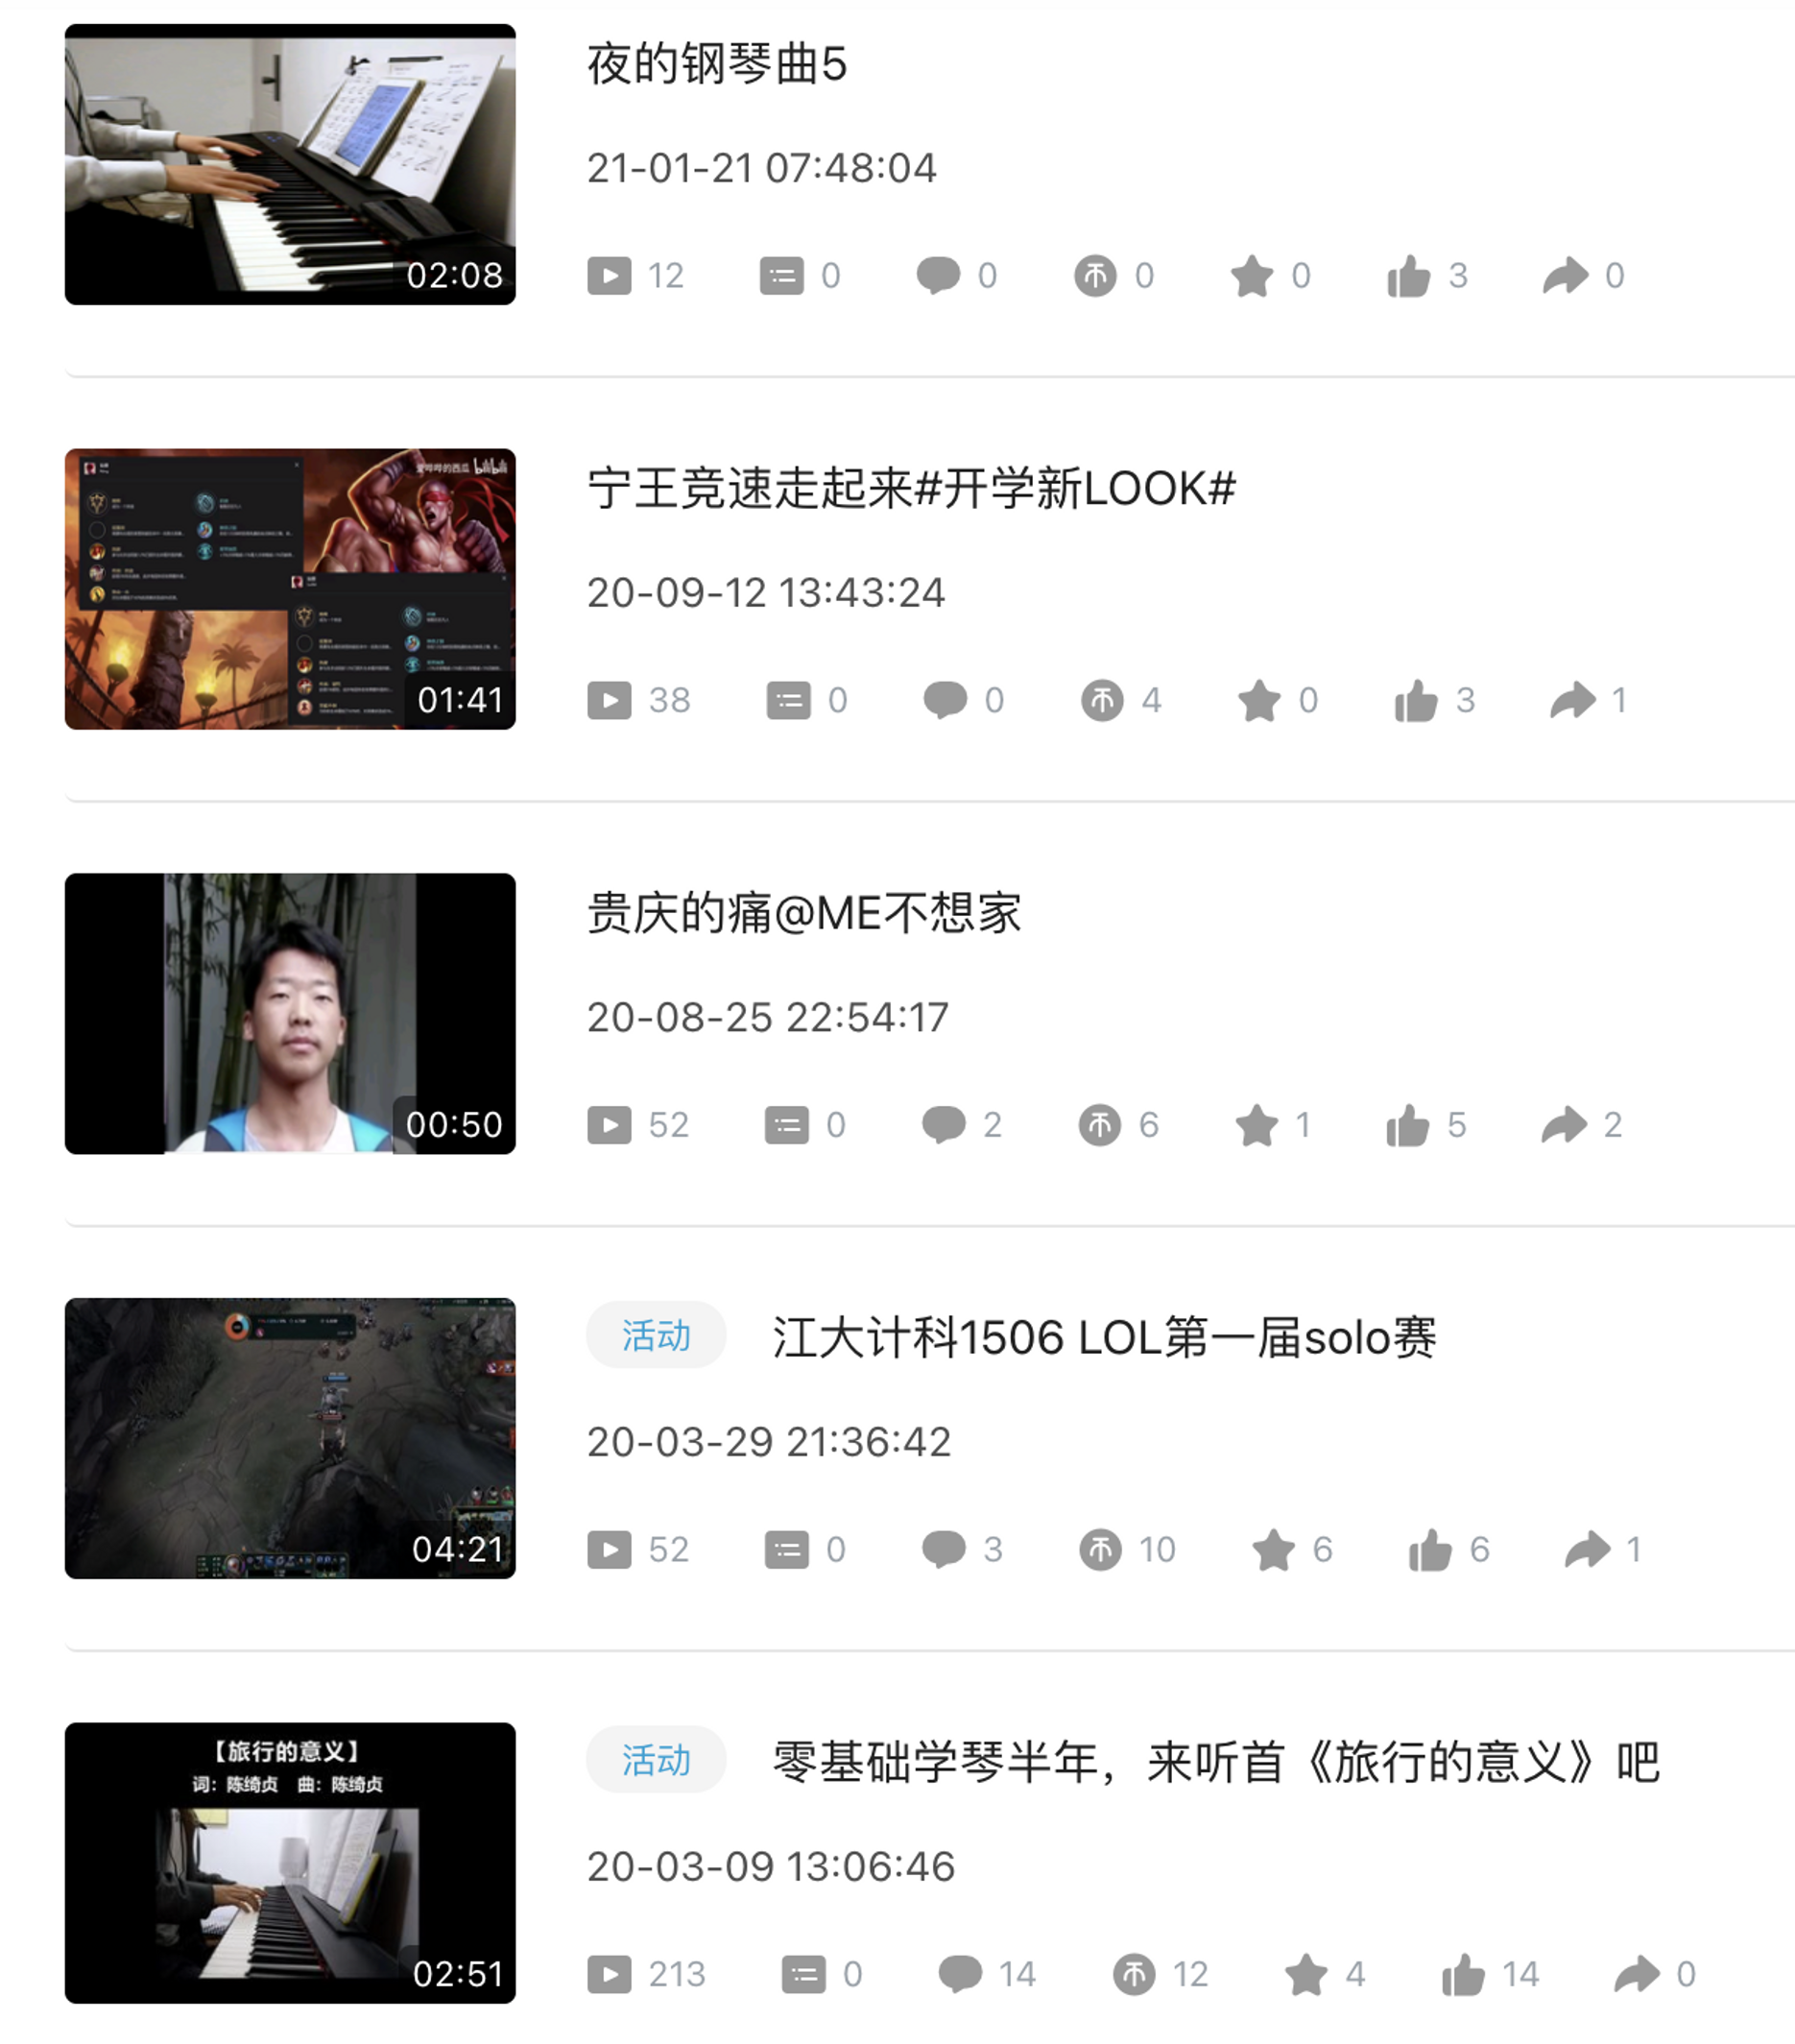 02:08
夜的钢琴曲5
21-01-21 07:48:04
12 0 0 0 0 3 0
bilibili
01:41
宁王竞速走起来#开学新LOOK#
20-09-12 13:43:24
38 0 0 4 0 3 1
00:50
贵庆的痛@ME不想家
20-08-25 22:54:17
52 0 2 6 1 5 2
04:21
活动 江大计科1506 LOL第一届solo赛
20-03-29 21:36:42
52 0 3 10 6 6 1
【旅行的意义】
词：陈绮贞 曲：陈绮贞
02:51
活动 零基础学琴半年，来听首《旅行的意义》吧
20-03-09 13:06:46
213 0 14 12 4 14 0